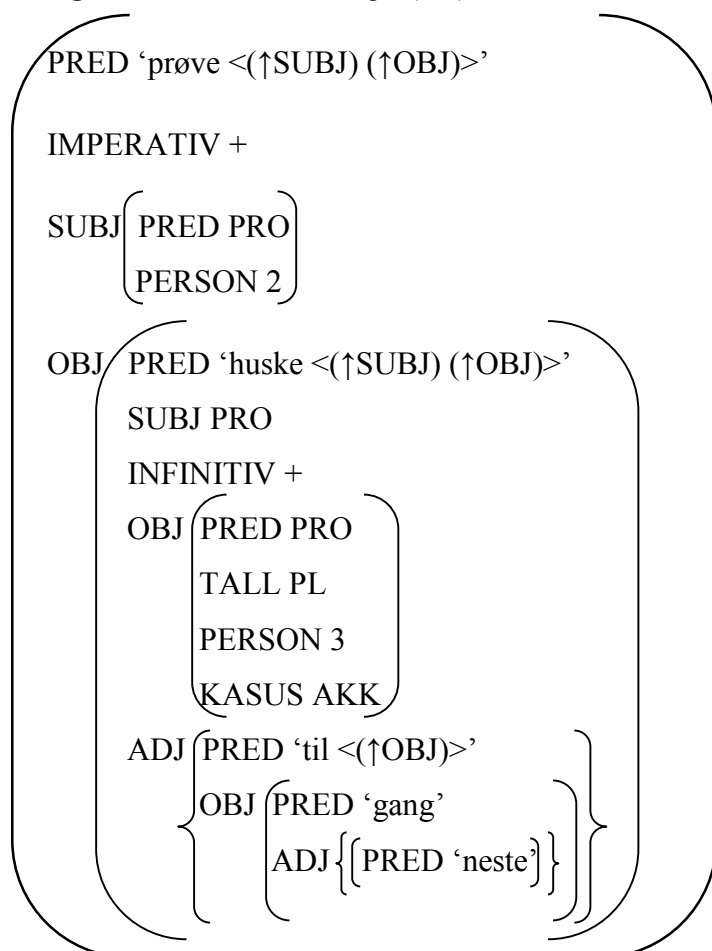 PRED ‘prøve <(↑SUBJ) (↑OBJ)>’
IMPERATIV +
SUBJ PRED PRO
PERSON 2
OBJ PRED ‘huske <(↑SUBJ) (↑OBJ)>’
SUBJ PRO
INFINITIV +
OBJ PRED PRO
TALL PL
PERSON 3
KASUS AKK
ADJ PRED ‘til <(↑OBJ)>’
OBJ PRED ‘gang’
ADJ PRED ‘neste’